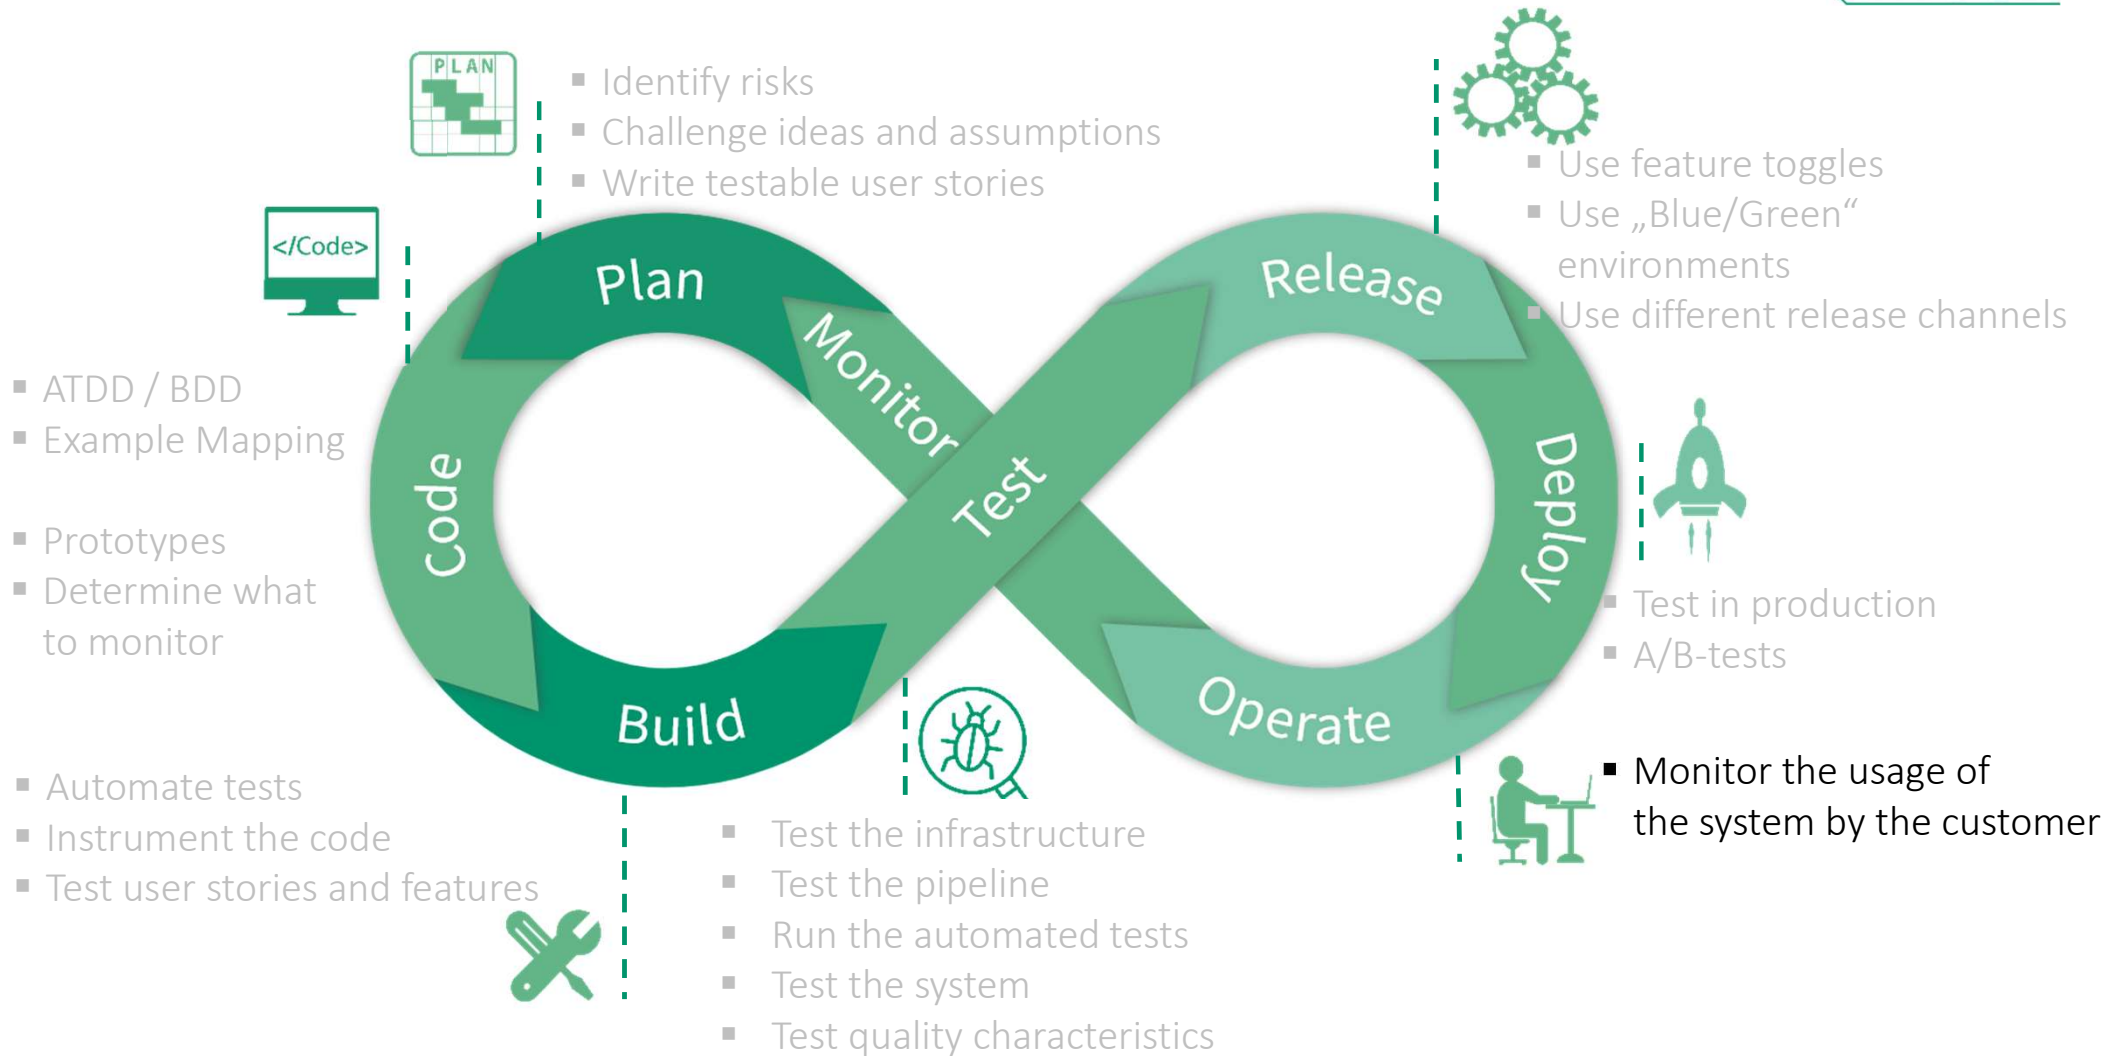 PLAN
▪ Identify risks
▪ Challenge ideas and assumptions
▪ Write testable user stories
▪ Use feature toggles
▪ Use „Blue/Green“
environments
▪ Use different release channels
</Code>
Plan
Monitor
Test
Release
Code
Deploy
Build
Operate
▪ ATDD / BDD
▪ Example Mapping
▪ Prototypes
▪ Determine what
to monitor
▪ Test in production
▪ A/B-tests
▪ Automate tests
▪ Instrument the code
▪ Test user stories and features
▪ Test the infrastructure
▪ Test the pipeline
▪ Run the automated tests
▪ Test the system
▪ Test quality characteristics
▪ Monitor the usage of
the system by the customer